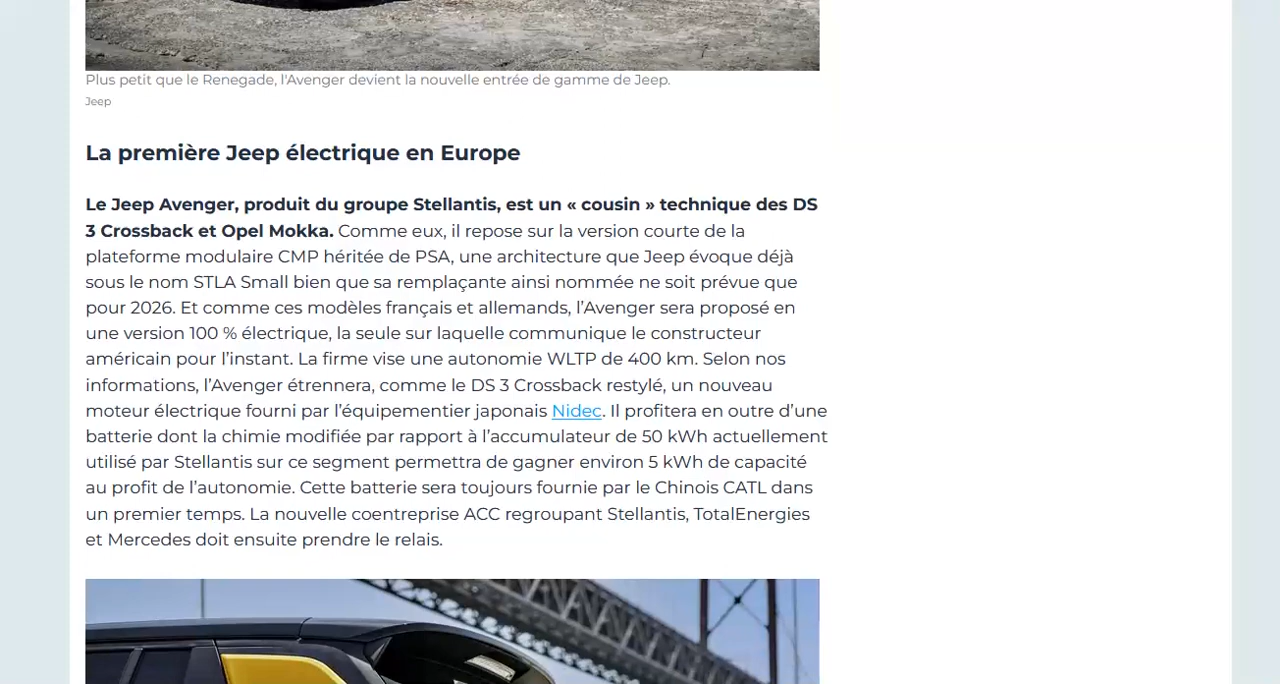 Plus petit que le Renegade, l'Avenger devient la nouvelle entrée de gamme de Jeep.
Jeep
La première Jeep électrique en Europe
Le Jeep Avenger, produit du groupe Stellantis, est un « cousin » technique des DS
3 Crossback et Opel Mokka. Comme eux, il repose sur la version courte de la
plateforme modulaire CMP héritée de PSA, une architecture que Jeep évoque déjà
sous le nom STLA Small bien que sa remplaçante ainsi nommée ne soit prévue que
pour 2026. Et comme ces modèles français et allemands, l’Avenger sera proposé en
une version 100 % électrique, la seule sur laquelle communique le constructeur
américain pour l’instant. La firme vise une autonomie WLTP de 400 km. Selon nos
informations, l’Avenger étrennera, comme le DS 3 Crossback restylé, un nouveau
moteur électrique fourni par l’équipementier japonais Nidec. Il profitera en outre d’une
batterie dont la chimie modifiée par rapport à l’accumulateur de 50 kWh actuellement
utilisé par Stellantis sur ce segment permettra de gagner environ 5 kWh de capacité
au profit de l’autonomie. Cette batterie sera toujours fournie par le Chinois CATL dans
un premier temps. La nouvelle coentreprise ACC regroupant Stellantis, TotalEnergies
et Mercedes doit ensuite prendre le relais.